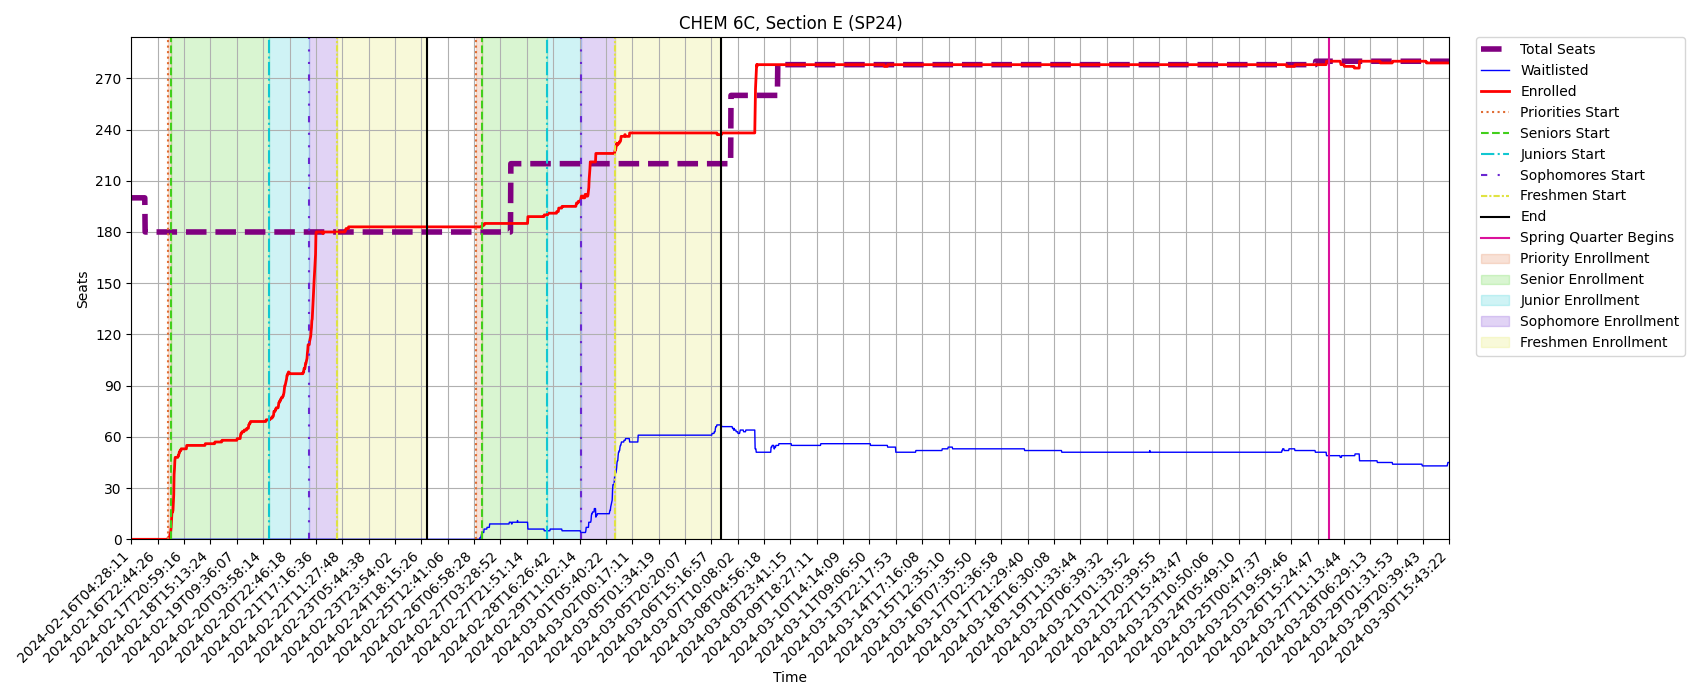 CHEM 6C, Section E (SP24)
Seats
270
240
210
180
150
120
90
60
30
0
2024-02-16T04:28:11
2024-02-16T22:44:26
2024-02-17T20:59:16
2024-02-18T15:13:24
2024-02-19T09:36:07
2024-02-20T03:58:14
2024-02-20T22:46:18
2024-02-21T17:16:36
2024-02-22T11:27:48
2024-02-23T05:44:38
2024-02-23T23:54:02
2024-02-24T18:15:26
2024-02-25T12:41:06
2024-02-26T06:58:28
2024-02-27T03:28:52
2024-02-27T21:51:14
2024-02-28T16:26:42
2024-02-29T11:02:14
2024-03-01T05:40:22
2024-03-02T00:17:11
2024-03-05T01:34:19
2024-03-05T20:20:07
2024-03-06T15:16:57
2024-03-07T10:08:02
2024-03-08T04:56:18
2024-03-08T23:41:15
2024-03-09T18:27:11
2024-03-10T14:14:09
2024-03-11T09:06:50
2024-03-13T22:17:53
2024-03-14T17:16:08
2024-03-15T12:35:10
2024-03-16T07:35:50
2024-03-17T02:36:58
2024-03-17T21:29:40
2024-03-18T16:30:08
2024-03-19T11:33:44
2024-03-20T06:39:32
2024-03-21T01:33:52
2024-03-21T20:39:55
2024-03-22T15:43:47
2024-03-23T10:50:06
2024-03-24T05:49:10
2024-03-25T00:47:37
2024-03-25T19:59:46
2024-03-26T15:24:47
2024-03-27T11:13:44
2024-03-28T06:29:13
2024-03-29T01:31:53
2024-03-29T20:39:43
2024-03-30T15:43:22
Time
Total Seats
Waitlisted
Enrolled
Priorities Start
Seniors Start
Juniors Start
Sophomores Start
Freshmen Start
End
Spring Quarter Begins
Priority Enrollment
Senior Enrollment
Junior Enrollment
Sophomore Enrollment
Freshmen Enrollment